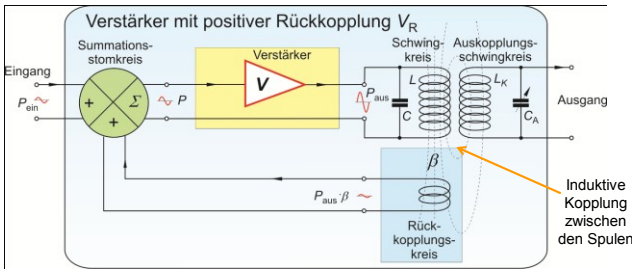 Verstärker mit positiver Rückkopplung V_R
Summations-
stomkreis
Verstärker
Schwing-
kreis
Auskopplungs-
schwingkreis
Eingang
P_ein
+
+
+
Σ
P
V
P_aus
L
C
L_K
C_A
Ausgang
β
P_aus·β
Rück-
kopplungs-
kreis
Induktive
Kopplung
zwischen
den Spulen